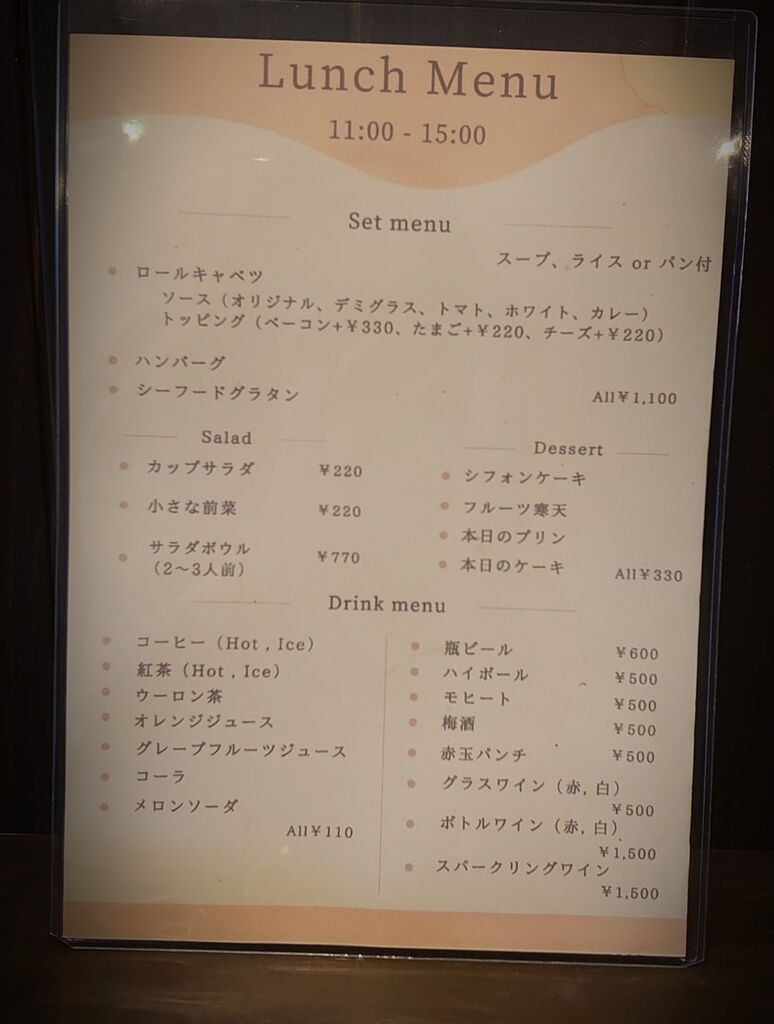 Lunch Menu
11:00 - 15:00
Set menu
スープ、ライス or パン付
ロールキャベツ
ソース（オリジナル、デミグラス、トマト、ホワイト、カレー）
トッピング（ベーコン+￥330、たまご+￥220、チーズ+￥220）
ハンバーグ
シーフードグラタン
All￥1,100
Salad
カップサラダ ￥220
小さな前菜 ￥220
サラダボウル ￥770
（2〜3人前）
Dessert
シフォンケーキ
フルーツ寒天
本日のプリン
本日のケーキ
All￥330
Drink menu
コーヒー（Hot , Ice）
紅茶（Hot , Ice）
ウーロン茶
オレンジジュース
グレープフルーツジュース
コーラ
メロンソーダ
All￥110
瓶ビール ￥600
ハイボール ￥500
モヒート ￥500
梅酒 ￥500
赤玉パンチ ￥500
グラスワイン（赤, 白）
￥500
ボトルワイン（赤, 白）
￥1,500
スパークリングワイン
￥1,500